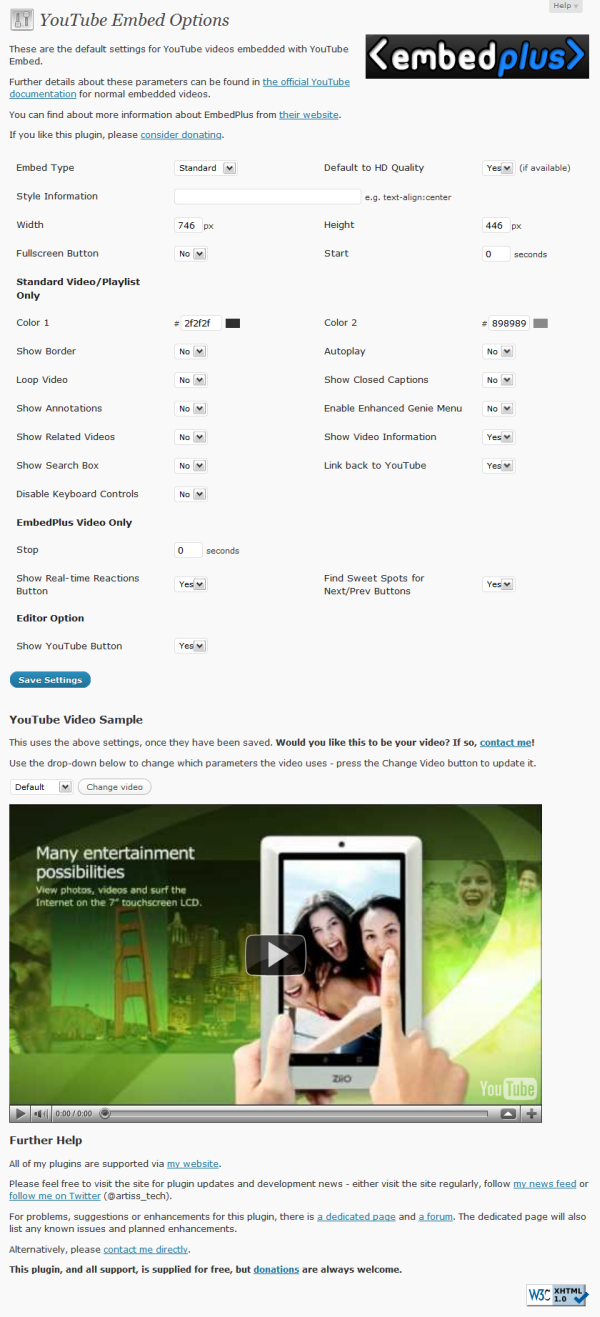 Help
YouTube Embed Options
These are the default settings for YouTube videos embedded with YouTube
Embed.
embedplus
Further details about these parameters can be found in the official YouTube
documentation for normal embedded videos.
You can find about more information about EmbedPlus from their website.
If you like this plugin, please consider donating.
Embed Type Standard Default to HD Quality Yes (if available)
Style Information e.g. text-align:center
Width 746 px Height 446 px
Fullscreen Button No Start 0 seconds
Standard Video/Playlist
Only
Color 1 # 2f2f2f Color 2 # 898989
Show Border No Autoplay No
Loop Video No Show Closed Captions No
Show Annotations No Enable Enhanced Genie Menu No
Show Related Videos No Show Video Information Yes
Show Search Box No Link back to YouTube Yes
Disable Keyboard Controls No
EmbedPlus Video Only
Stop 0 seconds
Show Real-time Reactions
Button Yes
Find Sweet Spots for
Next/Prev Buttons Yes
Editor Option
Show YouTube Button Yes
Save Settings
YouTube Video Sample
This uses the above settings, once they have been saved. Would you like this to be your video? If so, contact me!
Use the drop-down below to change which parameters the video uses - press the Change Video button to update it.
Default Change video
Many entertainment
possibilities
View photos, videos and surf the
Internet on the 7" touchscreen LCD.
ZiiO
YouTube
0:00 / 0:00
Further Help
All of my plugins are supported via my website.
Please feel free to visit the site for plugin updates and development news - either visit the site regularly, follow my news feed or
follow me on Twitter (@artiss_tech).
For problems, suggestions or enhancements for this plugin, there is a dedicated page and a forum. The dedicated page will also
list any known issues and planned enhancements.
Alternatively, please contact me directly.
This plugin, and all support, is supplied for free, but donations are always welcome.
W3C XHTML
1.0